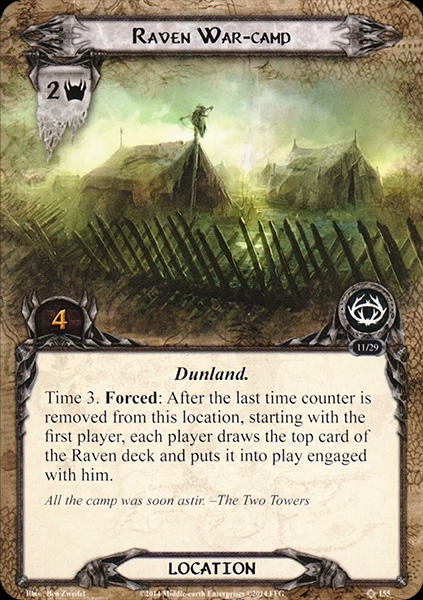 RAVEN WAR-CAMP
2
4
11/29
Dunland.
Time 3. Forced: After the last time counter is
removed from this location, starting with the
first player, each player draws the top card of
the Raven deck and puts it into play engaged
with him.
All the camp was soon astir. –The Two Towers
LOCATION
Illus. Ben Zweifel
©2014 Middle-earth Enterprises ©2014 FFG
155